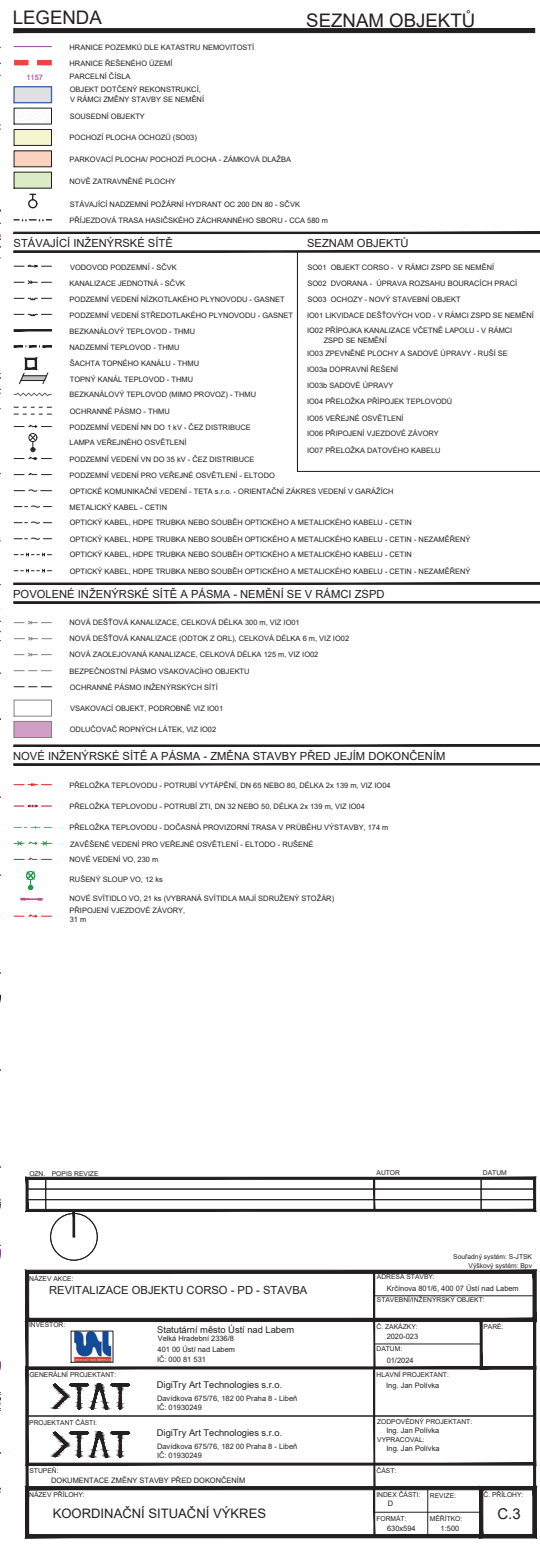 LEGENDA
SEZNAM OBJEKTŮ
HRANICE POZEMKŮ DLE KATASTRU NEMOVITOSTÍ
HRANICE ŘEŠENÉHO ÚZEMÍ
1157
PARCELNÍ ČÍSLA
OBJEKT DOTČENÝ REKONSTRUKCÍ,
V RÁMCI ZMĚNY STAVBY SE NEMĚNÍ
SOUSEDNÍ OBJEKTY
POCHOZÍ PLOCHA OCHOZŮ (SO03)
PARKOVACÍ PLOCHA/ POCHOZÍ PLOCHA - ZÁMKOVÁ DLAŽBA
NOVĚ ZATRAVNĚNÉ PLOCHY
STÁVAJÍCÍ NADZEMNÍ POŽÁRNÍ HYDRANT OC 200 DN 80 - SČVK
PŘÍJEZDOVÁ TRASA HASIČSKÉHO ZÁCHRANNÉHO SBORU - CCA 580 m
STÁVAJÍCÍ INŽENÝRSKÉ SÍTĚ
VODOVOD PODZEMNÍ - SČVK
KANALIZACE JEDNOTNÁ - SČVK
PODZEMNÍ VEDENÍ NÍZKOTLAKÉHO PLYNOVODU - GASNET
PODZEMNÍ VEDENÍ STŘEDOTLAKÉHO PLYNOVODU - GASNET
BEZKANÁLOVÝ TEPLOVOD - THMU
NADZEMNÍ TEPLOVOD - THMU
ŠACHTA TOPNÉHO KANÁLU - THMU
TOPNÝ KANÁL TEPLOVOD - THMU
BEZKANÁLOVÝ TEPLOVOD (MIMO PROVOZ) - THMU
OCHRANNÉ PÁSMO - THMU
PODZEMNÍ VEDENÍ NN DO 1 kV - ČEZ DISTRIBUCE
LAMPA VEŘEJNÉHO OSVĚTLENÍ
PODZEMNÍ VEDENÍ VN DO 35 kV - ČEZ DISTRIBUCE
PODZEMNÍ VEDENÍ PRO VEŘEJNÉ OSVĚTLENÍ - ELTODO
OPTICKÉ KOMUNIKAČNÍ VEDENÍ - TETA s.r.o. - ORIENTAČNÍ ZÁKRES VEDENÍ V GARÁŽÍCH
METALICKÝ KABEL - CETIN
OPTICKÝ KABEL, HDPE TRUBKA NEBO SOUBĚH OPTICKÉHO A METALICKÉHO KABELU - CETIN
OPTICKÝ KABEL, HDPE TRUBKA NEBO SOUBĚH OPTICKÉHO A METALICKÉHO KABELU - CETIN - NEZAMĚŘENÝ
OPTICKÝ KABEL, HDPE TRUBKA NEBO SOUBĚH OPTICKÉHO A METALICKÉHO KABELU - CETIN
OPTICKÝ KABEL, HDPE TRUBKA NEBO SOUBĚH OPTICKÉHO A METALICKÉHO KABELU - CETIN - NEZAMĚŘENÝ
SEZNAM OBJEKTŮ
SO01 OBJEKT CORSO - V RÁMCI ZSPD SE NEMĚNÍ
SO02 DVORANA - ÚPRAVA ROZSAHU BOURACÍCH PRACÍ
SO03 OCHOZY - NOVÝ STAVEBNÍ OBJEKT
IO01 LIKVIDACE DEŠŤOVÝCH VOD - V RÁMCI ZSPD SE NEMĚNÍ
IO02 PŘÍPOJKA KANALIZACE VČETNĚ LAPOLU - V RÁMCI
ZSPD SE NEMĚNÍ
IO03 ZPEVNĚNÉ PLOCHY A SADOVÉ ÚPRAVY - RUŠÍ SE
IO03a DOPRAVNÍ ŘEŠENÍ
IO03b SADOVÉ ÚPRAVY
IO04 PŘELOŽKA PŘÍPOJEK TEPLOVODŮ
IO05 VEŘEJNÉ OSVĚTLENÍ
IO06 PŘIPOJENÍ VJEZDOVÉ ZÁVORY
IO07 PŘELOŽKA DATOVÉHO KABELU
POVOLENÉ INŽENÝRSKÉ SÍTĚ A PÁSMA - NEMĚNÍ SE V RÁMCI ZSPD
NOVÁ DEŠŤOVÁ KANALIZACE, CELKOVÁ DÉLKA 300 m, VIZ IO01
NOVÁ DEŠŤOVÁ KANALIZACE (ODTOK Z ORL), CELKOVÁ DÉLKA 6 m, VIZ IO02
NOVÁ ZAOLEJOVANÁ KANALIZACE, CELKOVÁ DÉLKA 125 m, VIZ IO02
BEZPEČNOSTNÍ PÁSMO VSAKOVACÍHO OBJEKTU
OCHRANNÉ PÁSMO INŽENÝRSKÝCH SÍTÍ
VSAKOVACÍ OBJEKT, PODROBNĚ VIZ IO01
ODLUČOVAČ ROPNÝCH LÁTEK, VIZ IO02
NOVÉ INŽENÝRSKÉ SÍTĚ A PÁSMA - ZMĚNA STAVBY PŘED JEJÍM DOKONČENÍM
PŘELOŽKA TEPLOVODU - POTRUBÍ VYTÁPĚNÍ, DN 65 NEBO 80, DÉLKA 2x 139 m, VIZ IO04
PŘELOŽKA TEPLOVODU - POTRUBÍ ZTI, DN 32 NEBO 50, DÉLKA 2x 139 m, VIZ IO04
PŘELOŽKA TEPLOVODU - DOČASNÁ PROVIZORNÍ TRASA V PRŮBĚHU VÝSTAVBY, 174 m
ZAVĚŠENÉ VEDENÍ PRO VEŘEJNÉ OSVĚTLENÍ - ELTODO - RUŠENÉ
NOVÉ VEDENÍ VO, 230 m
RUŠENÝ SLOUP VO, 12 ks
NOVÉ SVÍTIDLO VO, 21 ks (VYBRANÁ SVÍTIDLA MAJÍ SDRUŽENÝ STOŽÁR)
PŘIPOJENÍ VJEZDOVÉ ZÁVORY,
31 m
OZN. POPIS REVIZE AUTOR DATUM
Souřadný systém: S-JTSK
Výškový systém: Bpv
NÁZEV AKCE:
REVITALIZACE OBJEKTU CORSO - PD - STAVBA
ADRESA STAVBY:
Krčínova 801/6, 400 07 Ústí nad Labem
STAVEBNÍ/INŽENÝRSKÝ OBJEKT:
INVESTOR:
Statutární město Ústí nad Labem
Velká Hradební 2336/8
401 00 Ústí nad Labem
IČ: 000 81 531
Č. ZAKÁZKY:
2020-023
DATUM:
01/2024
PARÉ:
GENERÁLNÍ PROJEKTANT:
DigiTry Art Technologies s.r.o.
Davídkova 675/76, 182 00 Praha 8 - Libeň
IČ: 01930249
HLAVNÍ PROJEKTANT:
Ing. Jan Polívka
PROJEKTANT ČÁSTI:
DigiTry Art Technologies s.r.o.
Davídkova 675/76, 182 00 Praha 8 - Libeň
IČ: 01930249
ZODPOVĚDNÝ PROJEKTANT:
Ing. Jan Polívka
VYPRACOVAL:
Ing. Jan Polívka
STUPEŇ:
DOKUMENTACE ZMĚNY STAVBY PŘED DOKONČENÍM
ČÁST:
NÁZEV PŘÍLOHY:
KOORDINAČNÍ SITUAČNÍ VÝKRES
INDEX ČÁSTI:
D
REVIZE:
FORMÁT:
630x594
MĚŘÍTKO:
1:500
Č. PŘÍLOHY:
C.3